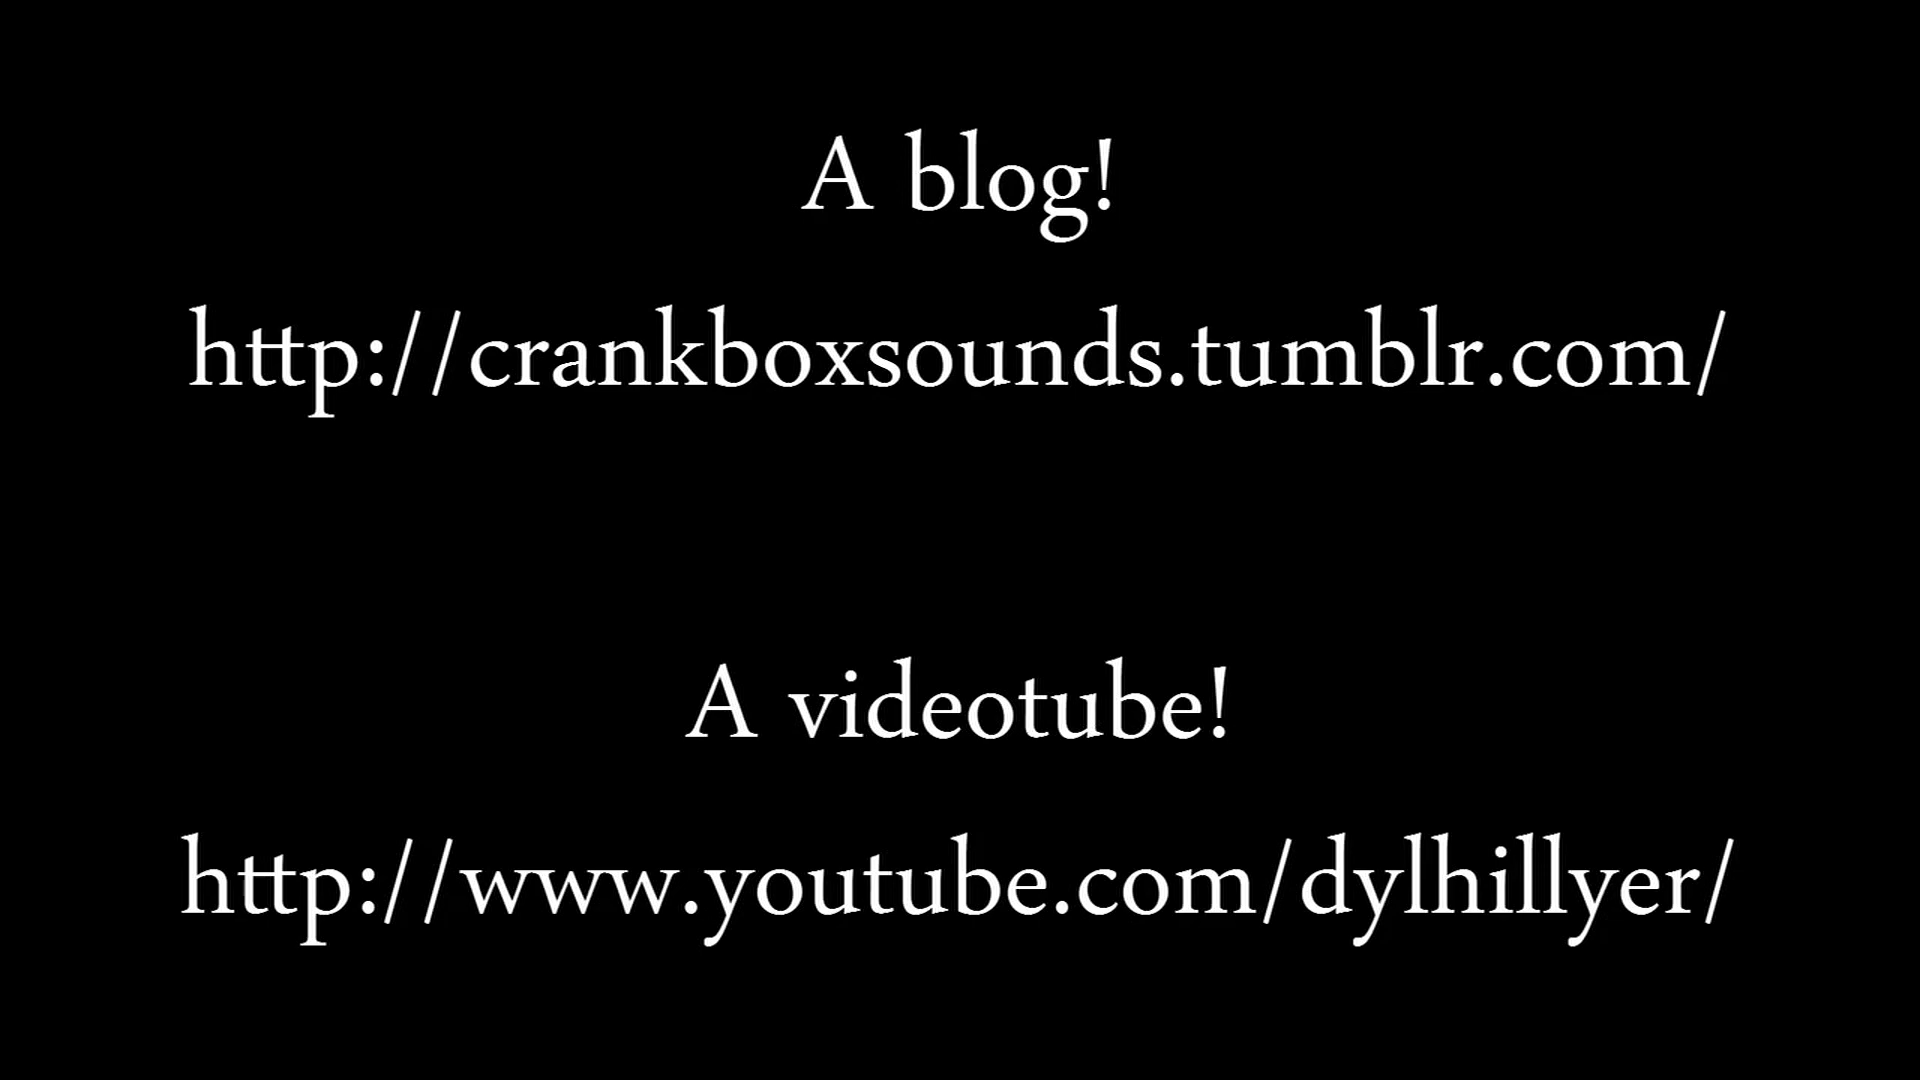 A blog!
http://crankboxsounds.tumblr.com/
A videotube!
http://www.youtube.com/dylhillyer/